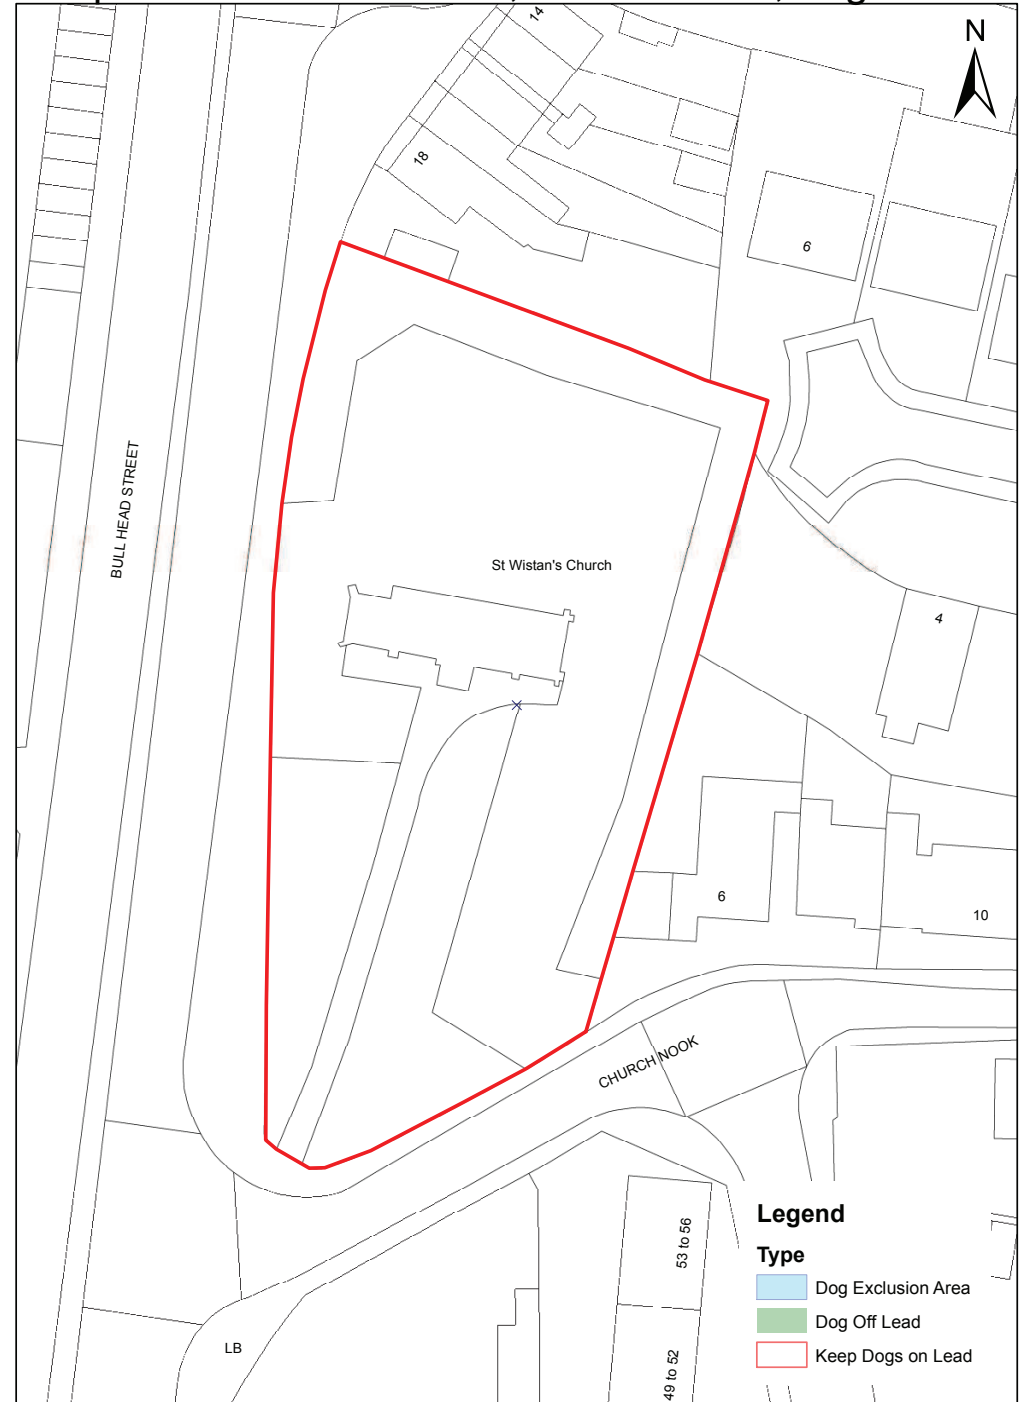 N
14
18
6
BULL HEAD STREET
St Wistan's Church
4
6
10
CHURCH NOOK
53 to 56
49 to 52
LB
Legend
Type
Dog Exclusion Area
Dog Off Lead
Keep Dogs on Lead